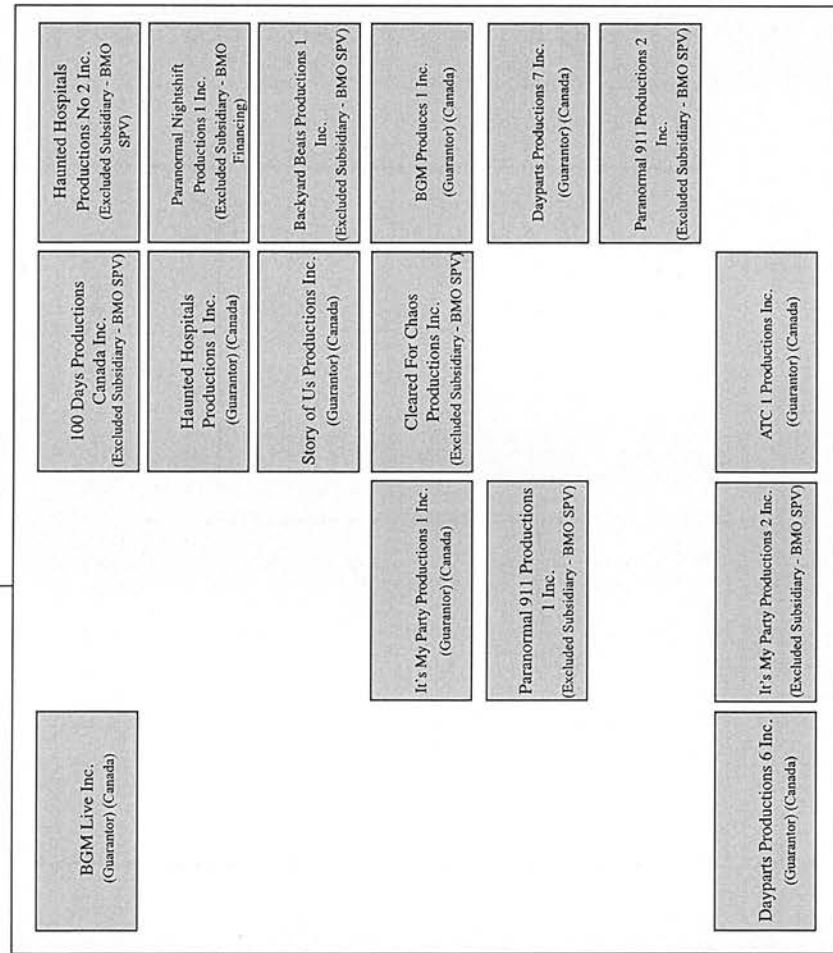 Dayparts Productions 6 Inc.
(Guarantor) (Canada)
BGM Live Inc.
(Guarantor) (Canada)
It's My Party Productions 2 Inc.
(Excluded Subsidiary - BMO SPV)
Paranormal 911 Productions
1 Inc.
(Excluded Subsidiary - BMO SPV)
It's My Party Productions 1 Inc.
(Guarantor) (Canada)
ATC 1 Productions Inc.
(Guarantor) (Canada)
Cleared For Chaos
Productions Inc.
(Excluded Subsidiary - BMO SPV)
Story of Us Productions Inc.
(Guarantor) (Canada)
Haunted Hospitals
Productions 1 Inc.
(Guarantor) (Canada)
100 Days Productions
Canada Inc.
(Excluded Subsidiary - BMO SPV)
Paranormal 911 Productions 2
Inc.
(Excluded Subsidiary - BMO SPV)
Dayparts Productions 7 Inc.
(Guarantor) (Canada)
BGM Produces 1 Inc.
(Guarantor) (Canada)
Backyard Beats Productions 1
Inc.
(Excluded Subsidiary - BMO SPV)
Paranormal Nightshift
Productions 1 Inc.
(Excluded Subsidiary - BMO
Financing)
Haunted Hospitals
Productions No 2 Inc.
(Excluded Subsidiary - BMO
SPV)